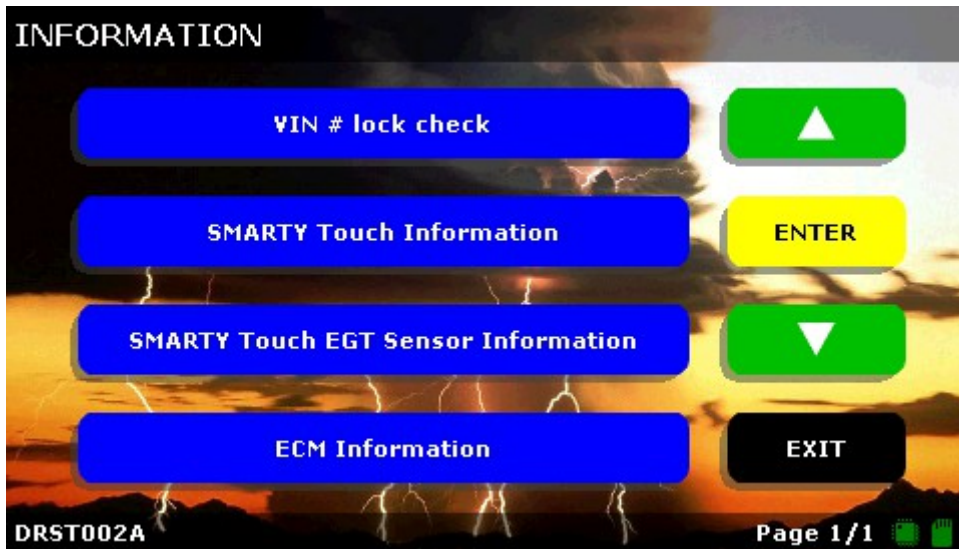 INFORMATION
VIN # lock check
SMARTY Touch Information
ENTER
SMARTY Touch EGT Sensor Information
ECM Information
EXIT
DRST002A
Page 1/1